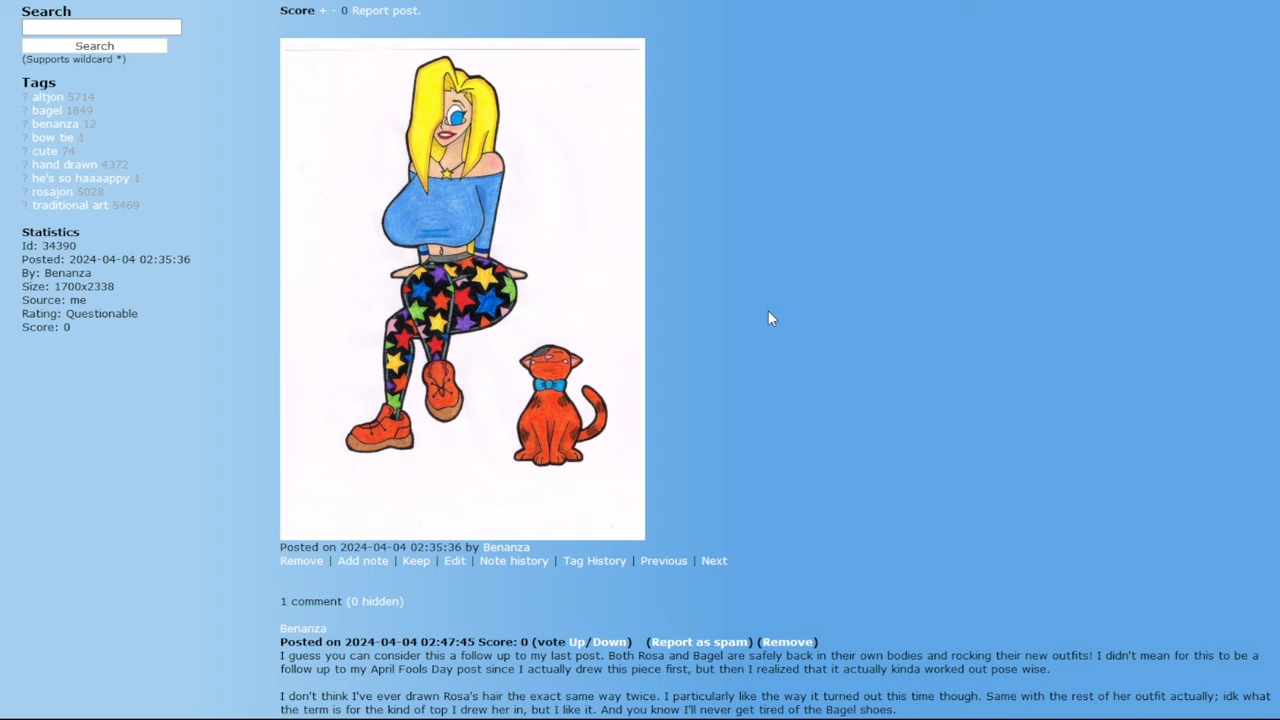 Search
Search
(Supports wildcard *)
Tags
? altjon 5714
? bagel 1849
? benanza 12
? bow tie 1
? cute 74
? hand drawn 4372
? he's so haaaappy 1
? rosajon 5028
? traditional art 5469
Statistics
Id: 34390
Posted: 2024-04-04 02:35:36
By: Benanza
Size: 1700x2338
Source: me
Rating: Questionable
Score: 0
Score + - 0 Report post.
Posted on 2024-04-04 02:35:36 by Benanza
Remove | Add note | Keep | Edit | Note history | Tag History | Previous | Next
1 comment (0 hidden)
Benanza
Posted on 2024-04-04 02:47:45 Score: 0 (vote Up/Down) (Report as spam) (Remove)
I guess you can consider this a follow up to my last post. Both Rosa and Bagel are safely back in their own bodies and rocking their new outfits! I didn't mean for this to be a
follow up to my April Fools Day post since I actually drew this piece first, but then I realized that it actually kinda worked out pose wise.
I don't think I've ever drawn Rosa's hair the exact same way twice. I particularly like the way it turned out this time though. Same with the rest of her outfit actually; idk what
the term is for the kind of top I drew her in, but I like it. And you know I'll never get tired of the Bagel shoes.